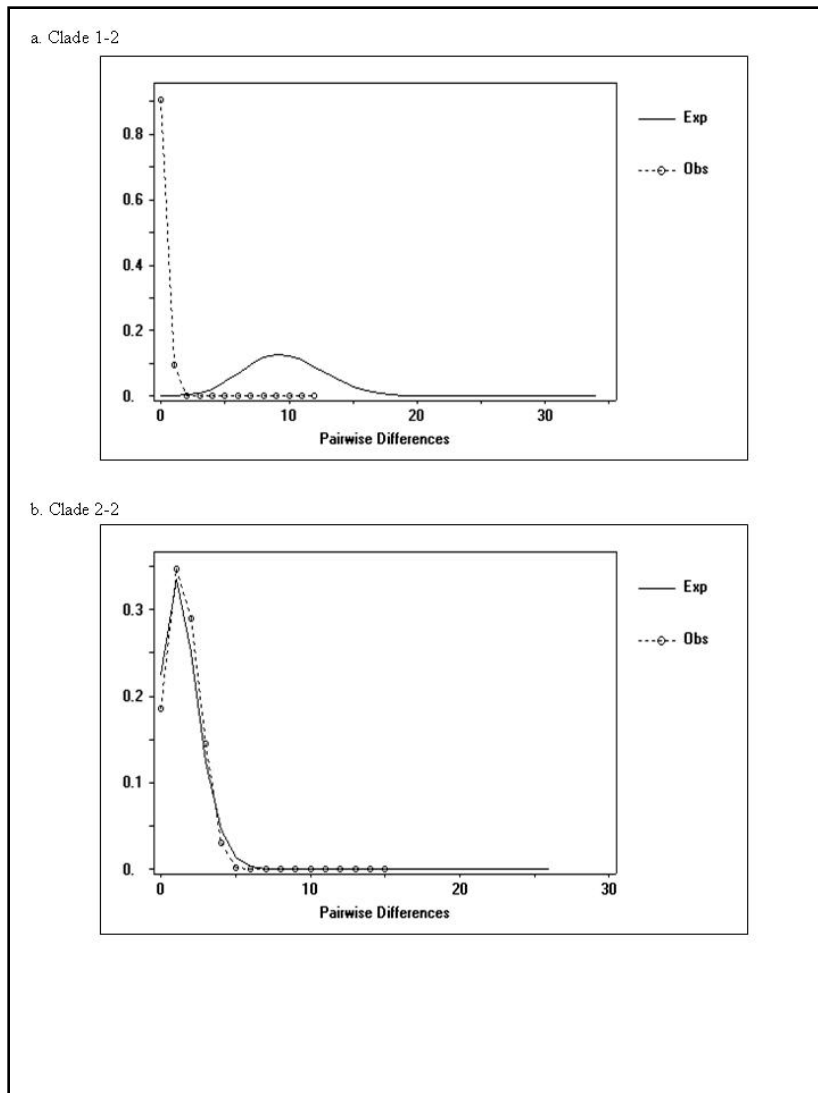 a. Clade 1-2
Exp
Obs
0.8
0.6
0.4
0.2
0.
0 10 20 30
Pairwise Differences
b. Clade 2-2
Exp
Obs
0.3
0.2
0.1
0.
0 10 20 30
Pairwise Differences